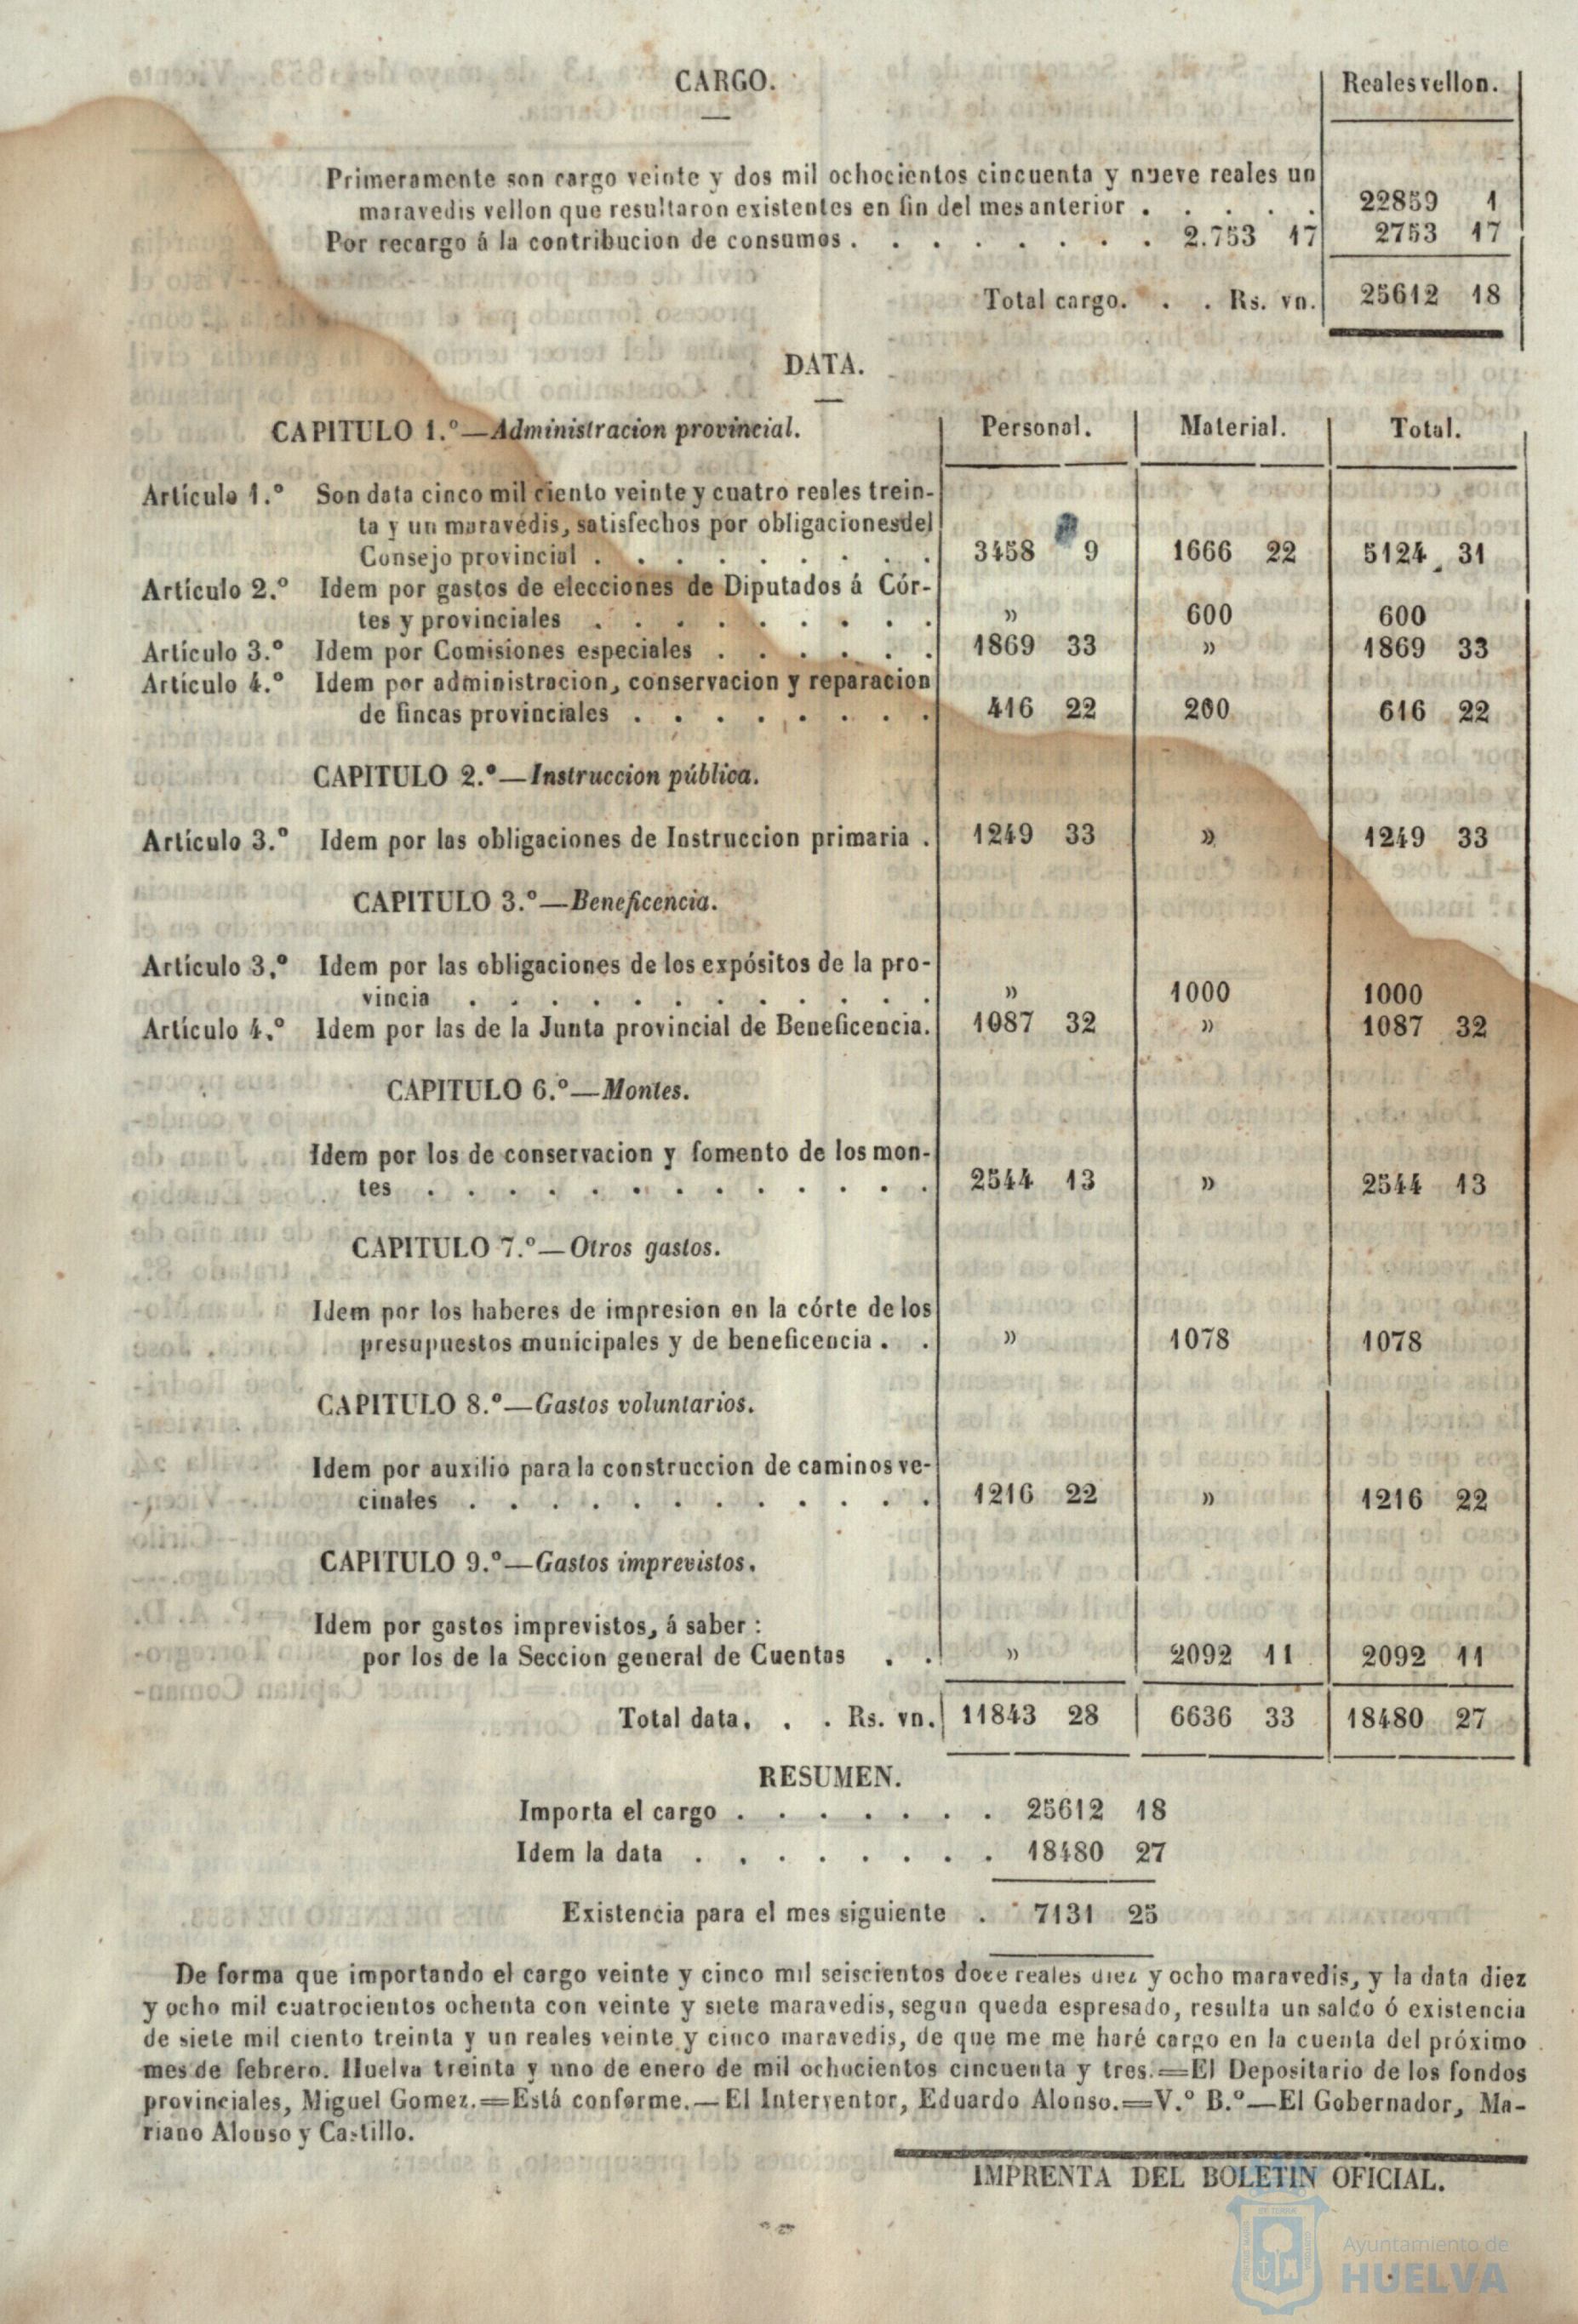 CARGO.
Reales vellon.
Primeramente son cargo veinte y dos mil ochocientos cincuenta y nueve reales un
maravedis vellon que resultaron existentes en fin del mes anterior . . . . . 22859 1
Por recargo á la contribucion de consumos . . . . . . . . 2.753 17 2753 17
Total cargo. . . Rs. vn. 25612 18
DATA.
CAPITULO 1.º—Administracion provincial. Personal. Material. Total.
Artículo 1.º Son data cinco mil ciento veinte y cuatro reales trein-
ta y un maravedis, satisfechos por obligaciones del
Consejo provincial . . . . . . . . . 3458 9 1666 22 5124 31
Artículo 2.º Idem por gastos de elecciones de Diputados á Cór-
tes y provinciales . . . . . . . . . » 600 600
Artículo 3.º Idem por Comisiones especiales . . . . . . 1869 33 » 1869 33
Artículo 4.º Idem por administracion, conservacion y reparacion
de fincas provinciales . . . . . . . . 416 22 200 616 22
CAPITULO 2.º—Instruccion pública.
Artículo 3.º Idem por las obligaciones de Instruccion primaria . 1249 33 » 1249 33
CAPITULO 3.º—Beneficencia.
Artículo 3.º Idem por las obligaciones de los expósitos de la pro-
vincia . . . . . . . . . . . . » 1000 1000
Artículo 4.º Idem por las de la Junta provincial de Beneficencia. 1087 32 » 1087 32
CAPITULO 6.º—Montes.
Idem por los de conservacion y fomento de los mon-
tes . . . . . . . . . . . . . 2544 13 » 2544 13
CAPITULO 7.º—Otros gastos.
Idem por los haberes de impresion en la córte de los
presupuestos municipales y de beneficencia . . » 1078 1078
CAPITULO 8.º—Gastos voluntarios.
Idem por auxilio para la construccion de caminos ve-
cinales . . . . . . . . . . . . 1216 22 » 1216 22
CAPITULO 9.º—Gastos imprevistos.
Idem por gastos imprevistos, á saber :
por los de la Seccion general de Cuentas . . » 2092 11 2092 11
Total data. . . Rs. vn. 11843 28 6636 33 18480 27
RESUMEN.
Importa el cargo . . . . . . . 25612 18
Idem la data . . . . . . . . 18480 27
Existencia para el mes siguiente . 7131 25
De forma que importando el cargo veinte y cinco mil seiscientos doce reales diez y ocho maravedis, y la data diez
y ocho mil cuatrocientos ochenta con veinte y siete maravedis, segun queda espresado, resulta un saldo ó existencia
de siete mil ciento treinta y un reales veinte y cinco maravedis, de que me me haré cargo en la cuenta del próximo
mes de febrero. Huelva treinta y uno de enero de mil ochocientos cincuenta y tres.=El Depositario de los fondos
provinciales, Miguel Gomez.=Está conforme.—El Interventor, Eduardo Alonso.=V.º B.º—El Gobernador, Ma-
riano Alonso y Castillo.
IMPRENTA DEL BOLETIN OFICIAL.
Ayuntamiento de
HUELVA